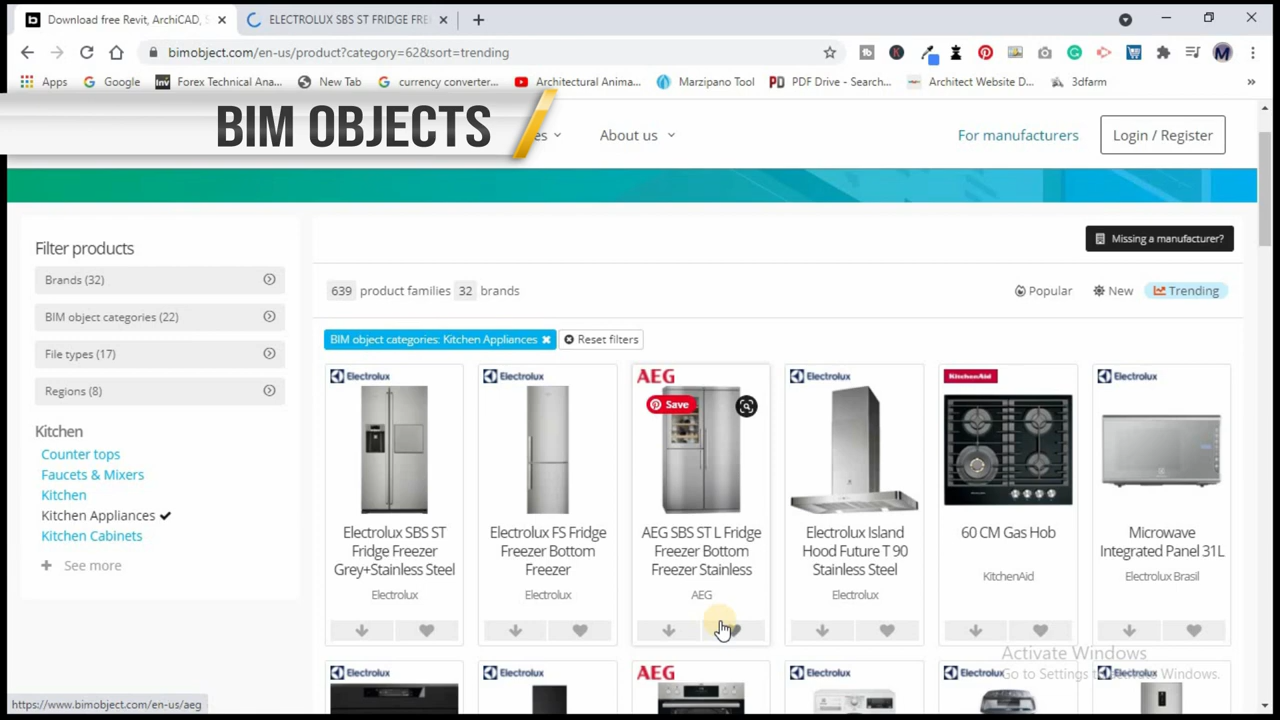 Download free Revit, ArchiCAD, S
ELECTROLUX SBS ST FRIDGE FREE
bimobject.com/en-us/product?category=62&sort=trending
Apps
Google
Forex Technical Ana...
New Tab
currency converter...
Architectural Anima...
Marzipano Tool
PDF Drive - Search...
Architect Website D...
3dfarm
BIM OBJECTS
es
About us
For manufacturers
Login / Register
Filter products
Brands (32)
BIM object categories (22)
File types (17)
Regions (8)
Kitchen
Counter tops
Faucets & Mixers
Kitchen
Kitchen Appliances
Kitchen Cabinets
See more
Missing a manufacturer?
639 product families 32 brands
Popular
New
Trending
BIM object categories: Kitchen Appliances
Reset filters
Electrolux
Electrolux SBS ST
Fridge Freezer
Grey+Stainless Steel
Electrolux
Electrolux
Electrolux FS Fridge
Freezer Bottom
Freezer
Electrolux
AEG
Save
AEG SBS ST L Fridge
Freezer Bottom
Freezer Stainless
AEG
Electrolux
Electrolux Island
Hood Future T 90
Stainless Steel
Electrolux
KitchenAid
60 CM Gas Hob
KitchenAid
Electrolux
Microwave
Integrated Panel 31L
Electrolux Brasil
Electrolux
Electrolux
AEG
Electrolux
Electrolux
Electrolux
Activate Windows
Go to Settings to Activate Windows.
https://www.bimobject.com/en-us/aeg